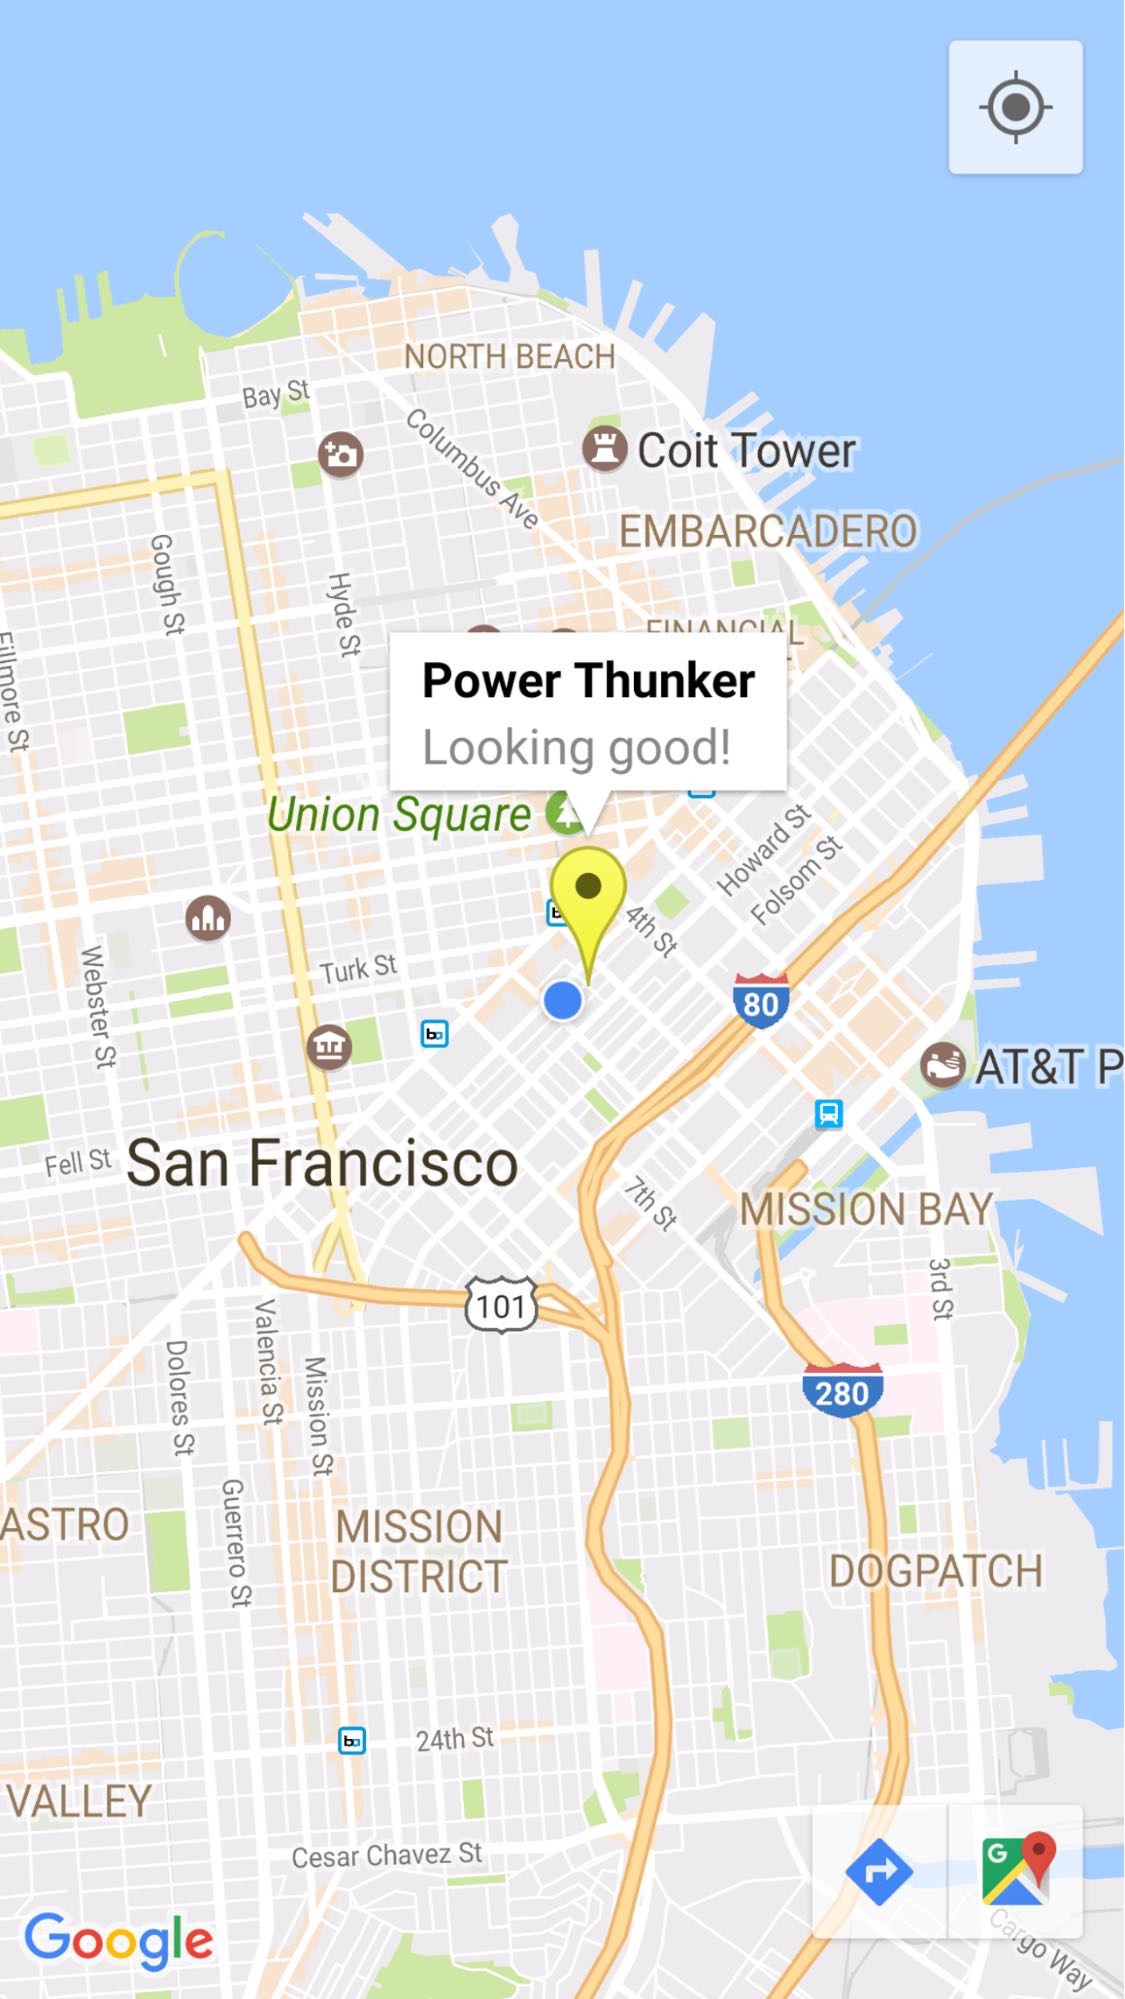 NORTH BEACH
Bay St
Columbus Ave
Coit Tower
EMBARCADERO
Gough St
Hyde St
FINANCIAL
Fillmore St
Power Thunker
Looking good!
Union Square
Howard St
Folsom St
4th St
Webster St
Turk St
80
AT&T P
Fell St
San Francisco
7th St
MISSION BAY
3rd St
101
Valencia St
Dolores St
Mission St
280
Guerrero St
ASTRO
MISSION
DISTRICT
DOGPATCH
24th St
VALLEY
Cesar Chavez St
G
Google
Cargo Way